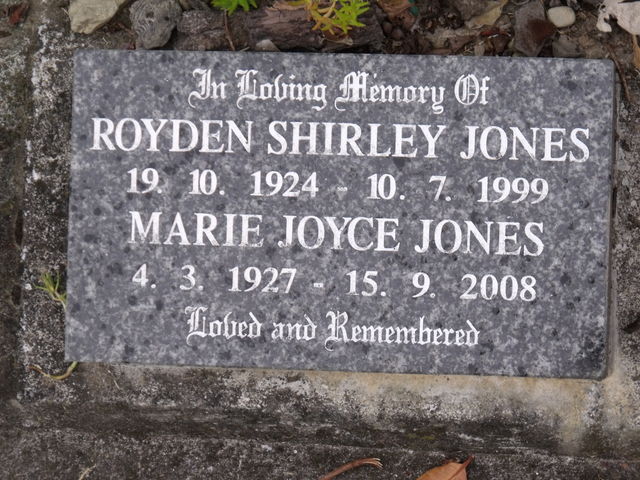 In Loving Memory Of
ROYDEN SHIRLEY JONES
19. 10. 1924 - 10. 7. 1999
MARIE JOYCE JONES
4. 3. 1927 - 15. 9. 2008
Loved and Remembered